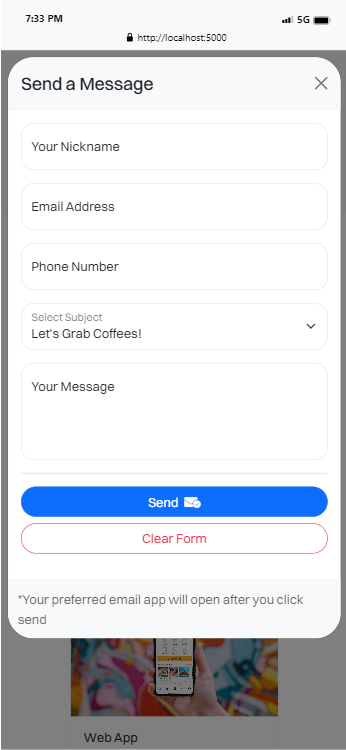 7:33 PM
5G
http://localhost:5000
Send a Message
Your Nickname
Email Address
Phone Number
Select Subject
Let's Grab Coffees!
Your Message
Send
Clear Form
*Your preferred email app will open after you click
send
Web App